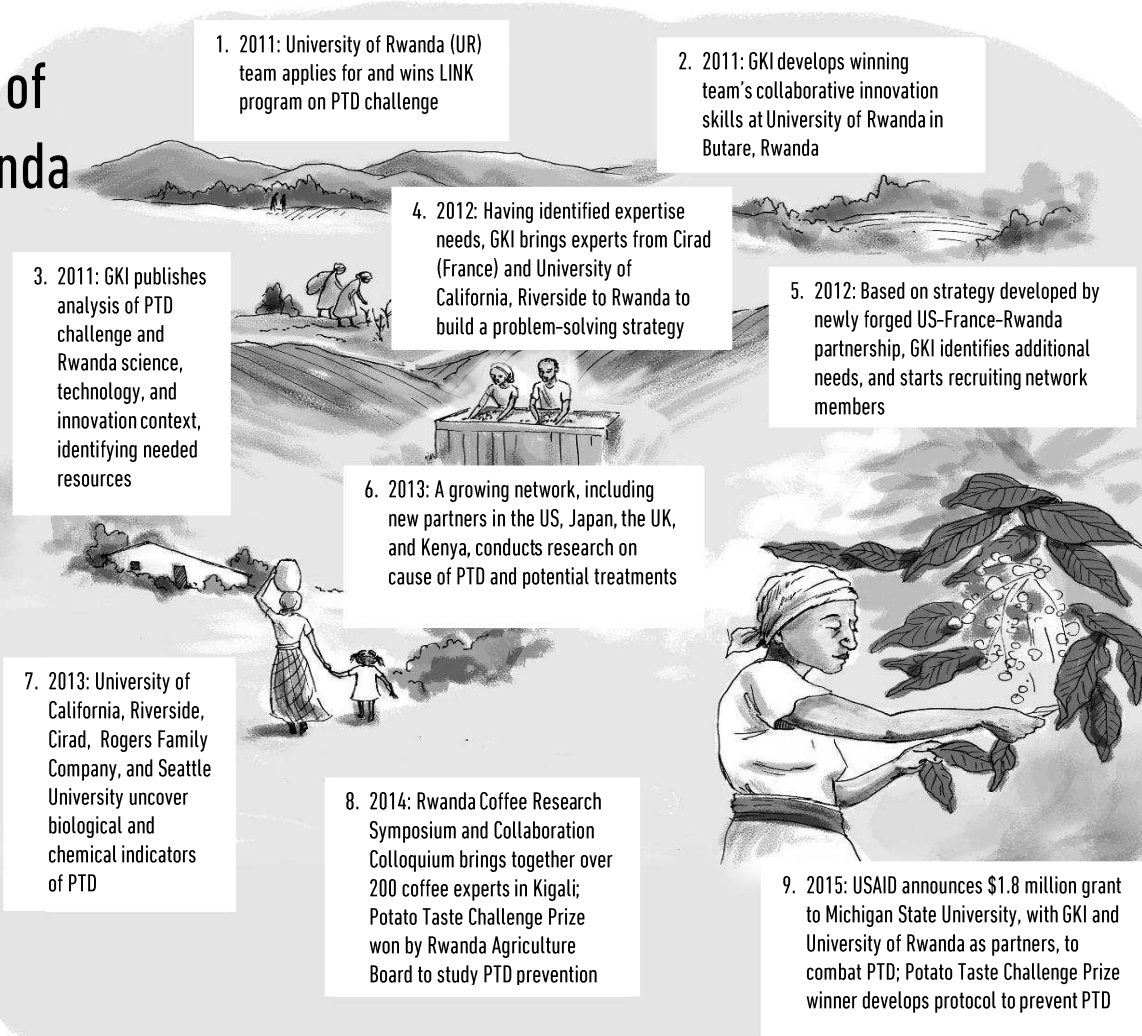 of
nda
1. 2011: University of Rwanda (UR)
team applies for and wins LINK
program on PTD challenge
2. 2011: GKI develops winning
team's collaborative innovation
skills at University of Rwanda in
Butare, Rwanda
3. 2011: GKI publishes
analysis of PTD
challenge and
Rwanda science,
technology, and
innovation context,
identifying needed
resources
4. 2012: Having identified expertise
needs, GKI brings experts from Cirad
(France) and University of
California, Riverside to Rwanda to
build a problem-solving strategy
5. 2012: Based on strategy developed by
newly forged US-France-Rwanda
partnership, GKI identifies additional
needs, and starts recruiting network
members
6. 2013: A growing network, including
new partners in the US, Japan, the UK,
and Kenya, conducts research on
cause of PTD and potential treatments
7. 2013: University of
California, Riverside,
Cirad, Rogers Family
Company, and Seattle
University uncover
biological and
chemical indicators
of PTD
8. 2014: Rwanda Coffee Research
Symposium and Collaboration
Colloquium brings together over
200 coffee experts in Kigali;
Potato Taste Challenge Prize
won by Rwanda Agriculture
Board to study PTD prevention
9. 2015: USAID announces $1.8 million grant
to Michigan State University, with GKI and
University of Rwanda as partners, to
combat PTD; Potato Taste Challenge Prize
winner develops protocol to prevent PTD